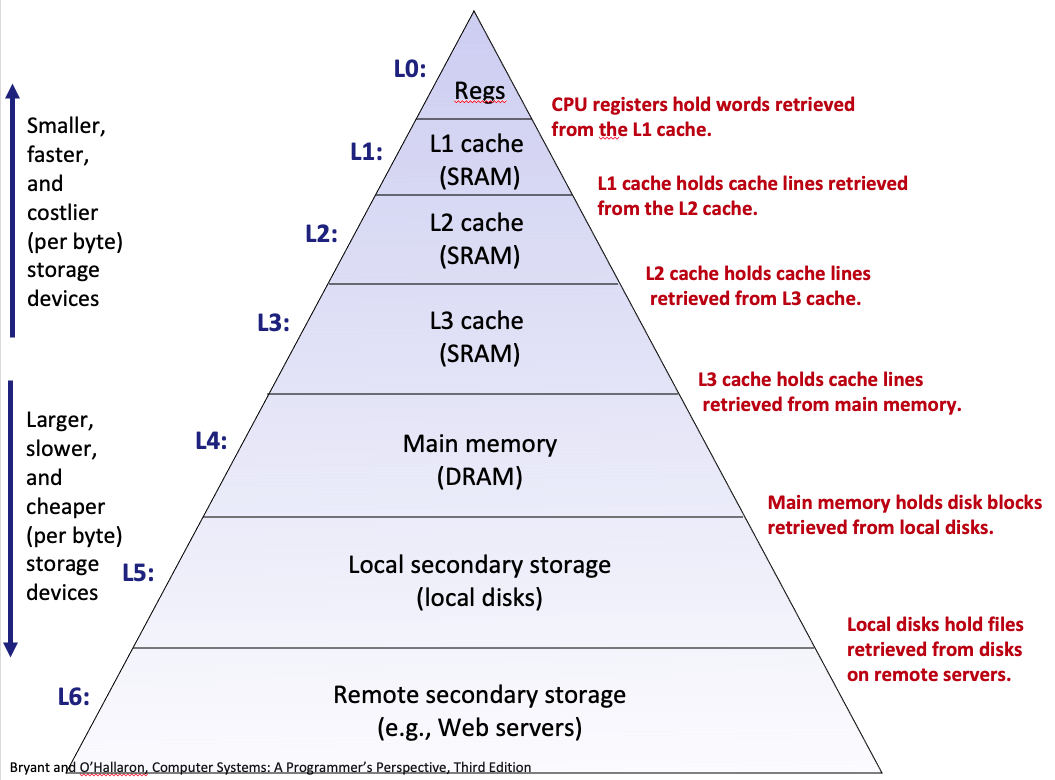 L0:
Regs
CPU registers hold words retrieved
from the L1 cache.
Smaller,
faster,
and
costlier
(per byte)
storage
devices
L1:
L1 cache
(SRAM)
L1 cache holds cache lines retrieved
from the L2 cache.
L2:
L2 cache
(SRAM)
L2 cache holds cache lines
retrieved from L3 cache.
L3:
L3 cache
(SRAM)
L3 cache holds cache lines
retrieved from main memory.
Larger,
slower,
and
cheaper
(per byte)
storage
devices
L4:
Main memory
(DRAM)
Main memory holds disk blocks
retrieved from local disks.
L5:
Local secondary storage
(local disks)
Local disks hold files
retrieved from disks
on remote servers.
L6:
Remote secondary storage
(e.g., Web servers)
Bryant and O'Hallaron, Computer Systems: A Programmer's Perspective, Third Edition